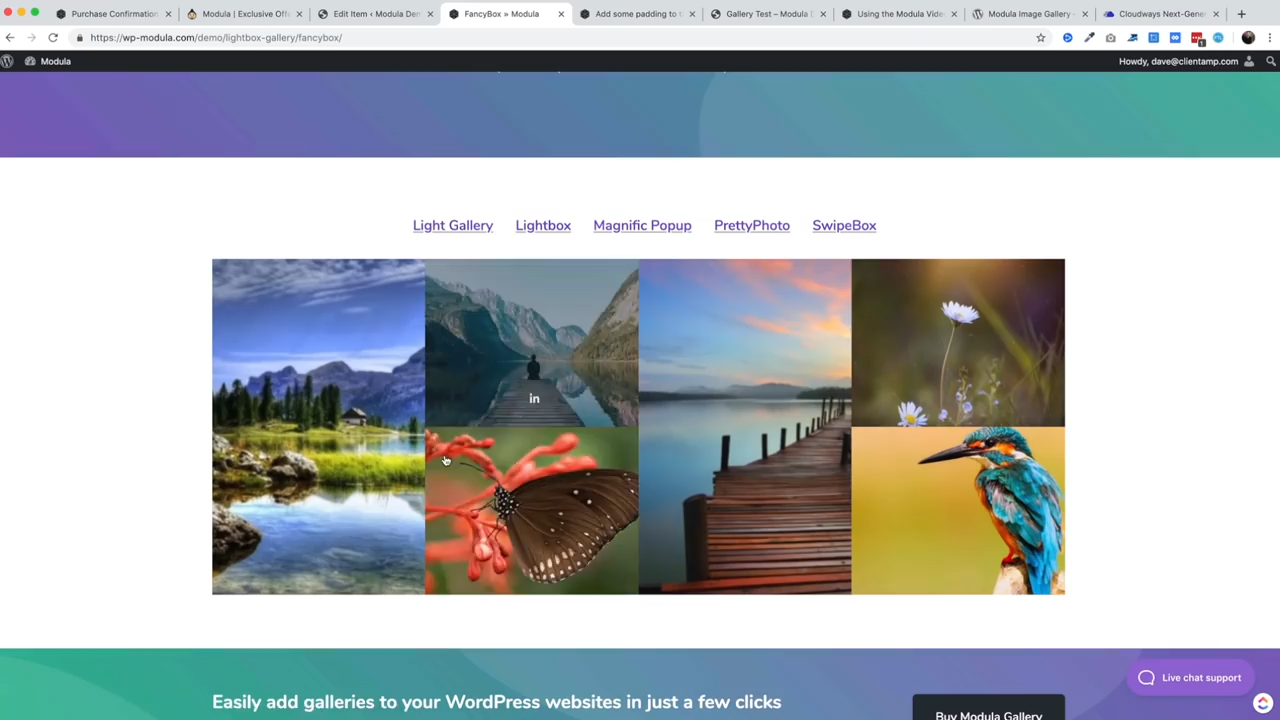 Purchase Confirmation
Modula | Exclusive Off
Edit Item ‹ Modula Den
FancyBox » Modula
Add some padding to t
Gallery Test – Modula
Using the Modula Vide
Modula Image Gallery –
Cloudways Next-Gene
https://wp-modula.com/demo/lightbox-gallery/fancybox/
1
Modula
Howdy, dave@clientamp.com
Light Gallery
Lightbox
Magnific Popup
PrettyPhoto
SwipeBox
in
Easily add galleries to your WordPress websites in just a few clicks
Buy Modula Gallery
Live chat support